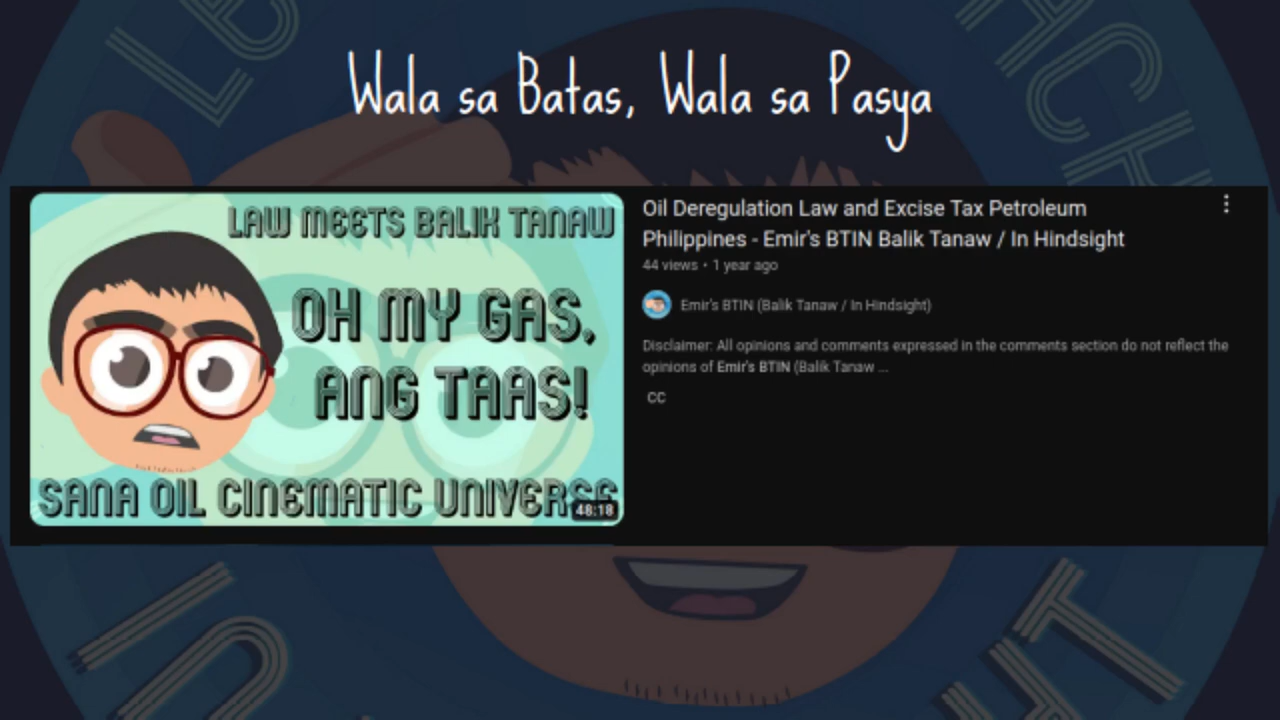 Wala sa Batas, Wala sa Pasya
LAW MEETS BALIK TANAW
OH MY GAS,
ANG TAAS!
SANA OIL CINEMATIC UNIVERSE
48:18
Oil Deregulation Law and Excise Tax Petroleum
Philippines - Emir's BTIN Balik Tanaw / In Hindsight
44 views • 1 year ago
Emir's BTIN (Balik Tanaw / In Hindsight)
Disclaimer: All opinions and comments expressed in the comments section do not reflect the
opinions of Emir's BTIN (Balik Tanaw ...
CC